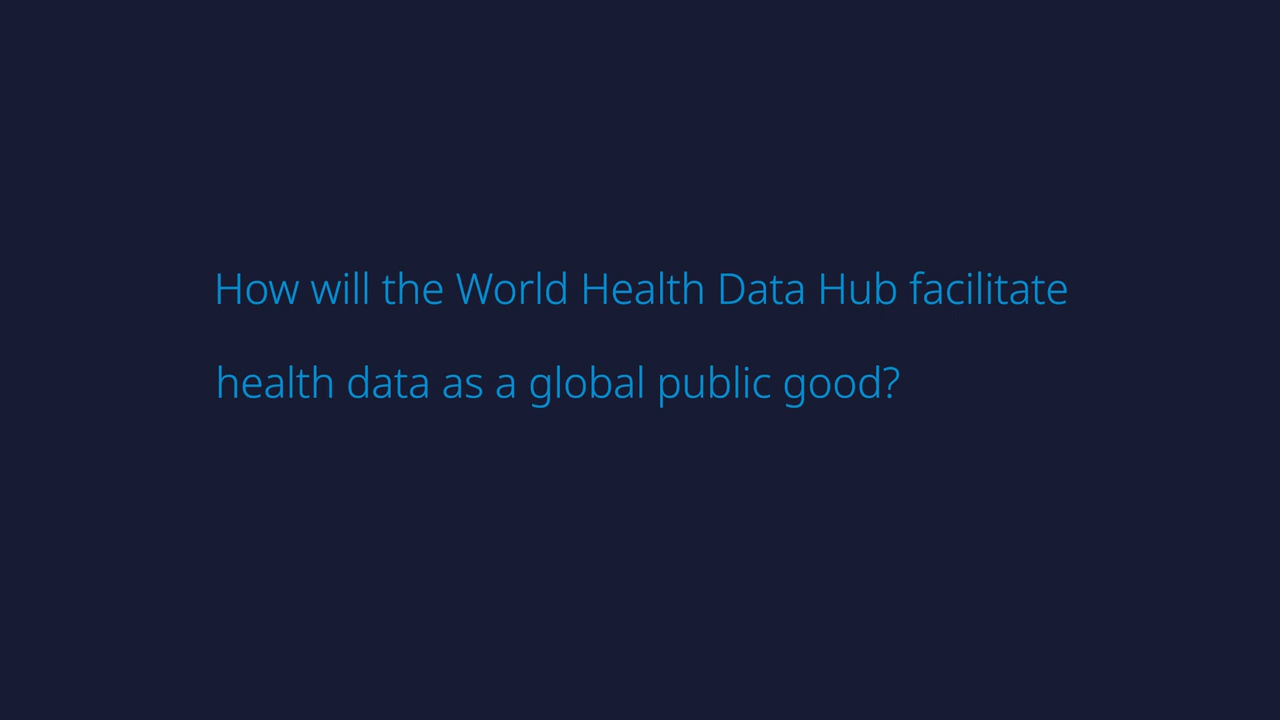 How will the World Health Data Hub facilitate
health data as a global public good?